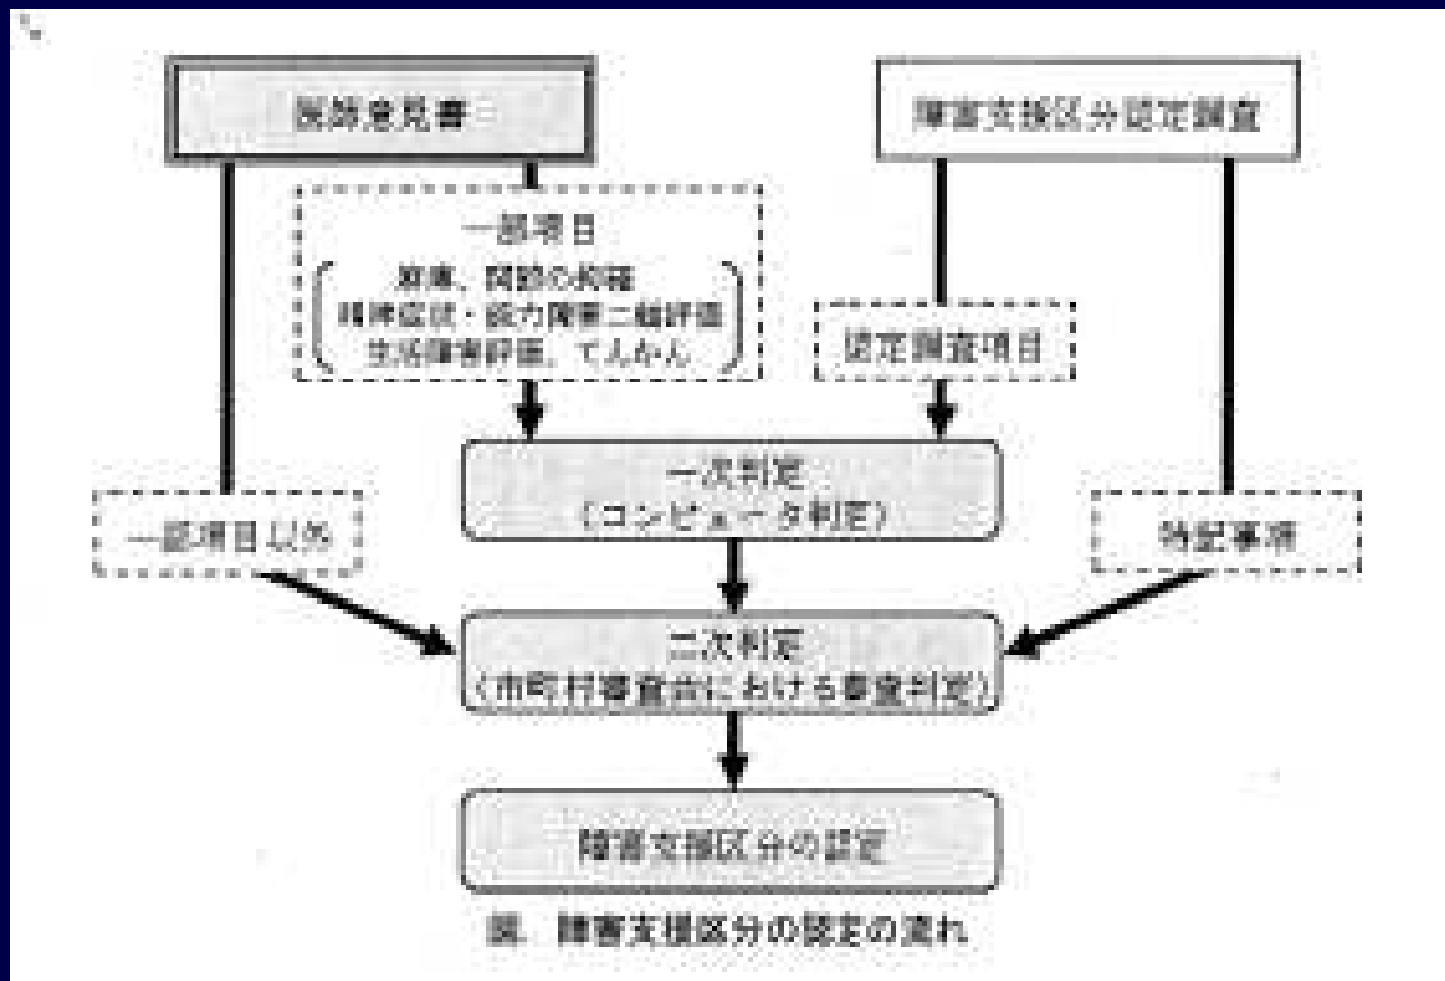 医師意見書
障害支援区分認定調査
一部項目
麻痺、関節の拘縮
精神症状・能力障害二軸評価
生活障害評価、てんかん
認定調査項目
一次判定
(コンピュータ判定)
一部項目以外
特記事項
二次判定
(市町村審査会における審査判定)
障害支援区分の認定
図. 障害支援区分の認定の流れ